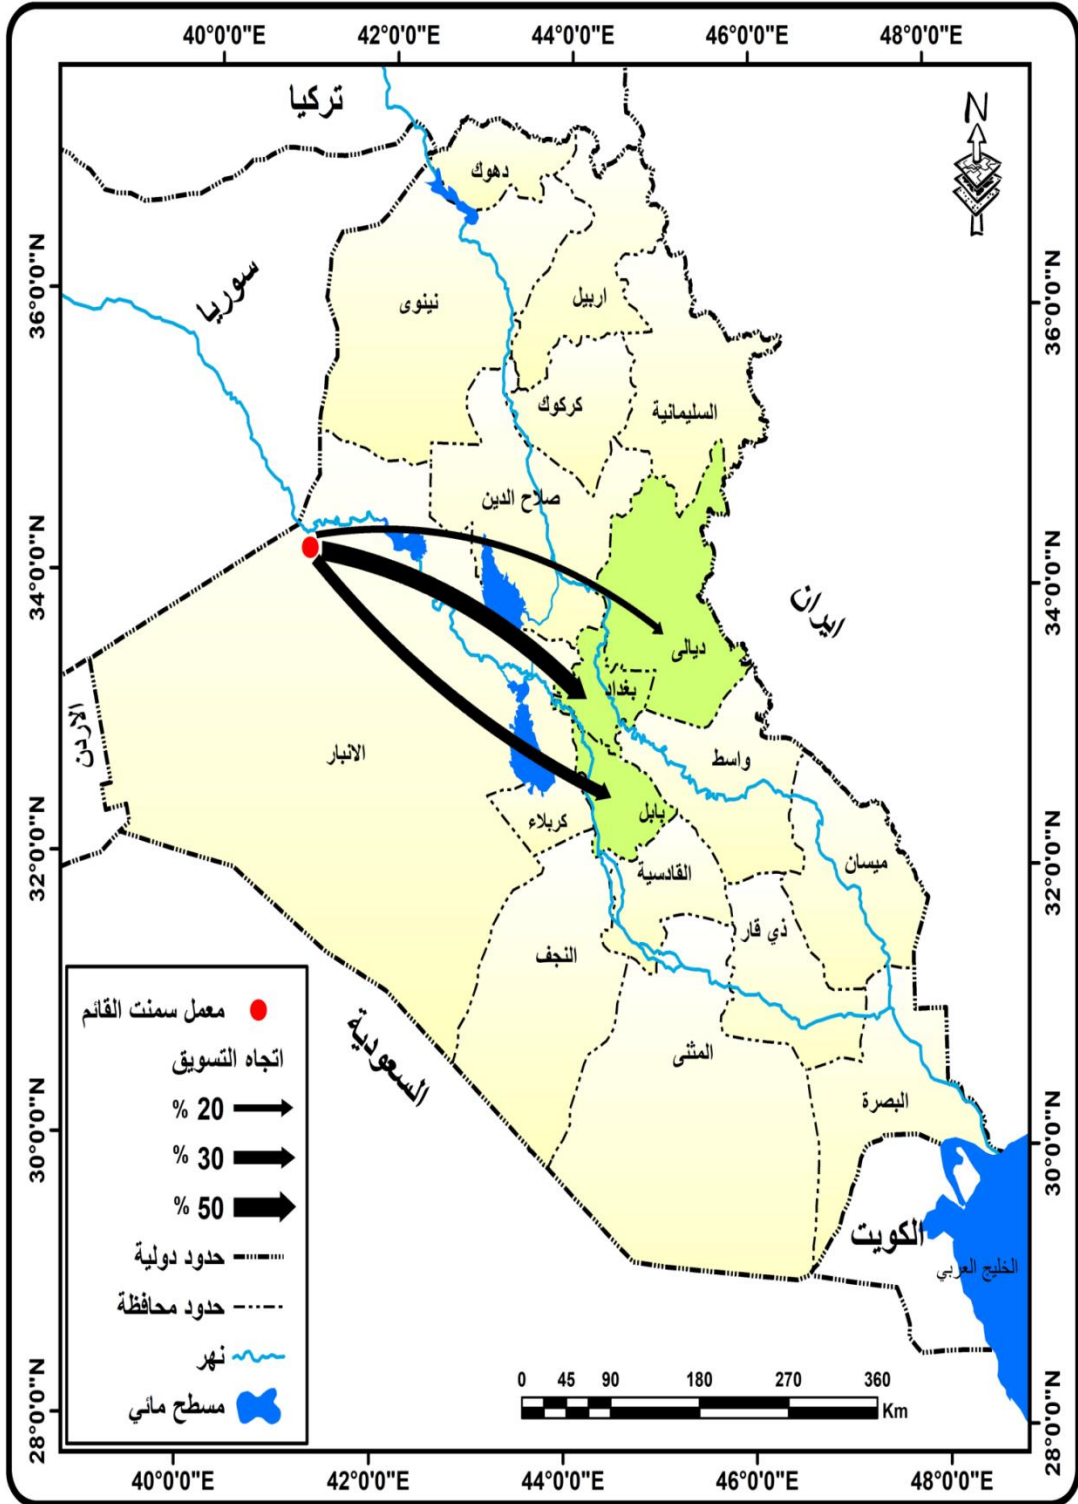 40°0'0"E 42°0'0"E 44°0'0"E 46°0'0"E 48°0'0"E
N
تركيا
دهوك
سوريا
نينوى
اربيل
كركوك
السليمانية
صلاح الدين
ايران
ديالى
بغداد
الاردن
الانبار
واسط
بابل
كربلاء
ميسان
القادسية
ذي قار
النجف
المثنى
السعودية
البصرة
الكويت
الخليج العربي
معمل سمنت القائم
اتجاه التسويق
% 20
% 30
% 50
حدود دولية
حدود محافظة
نهر
مسطح مائي
0 45 90 180 270 360
Km
36°0'0"N
34°0'0"N
32°0'0"N
30°0'0"N
28°0'0"N
36°0'0"N
34°0'0"N
32°0'0"N
30°0'0"N
28°0'0"N
40°0'0"E 42°0'0"E 44°0'0"E 46°0'0"E 48°0'0"E